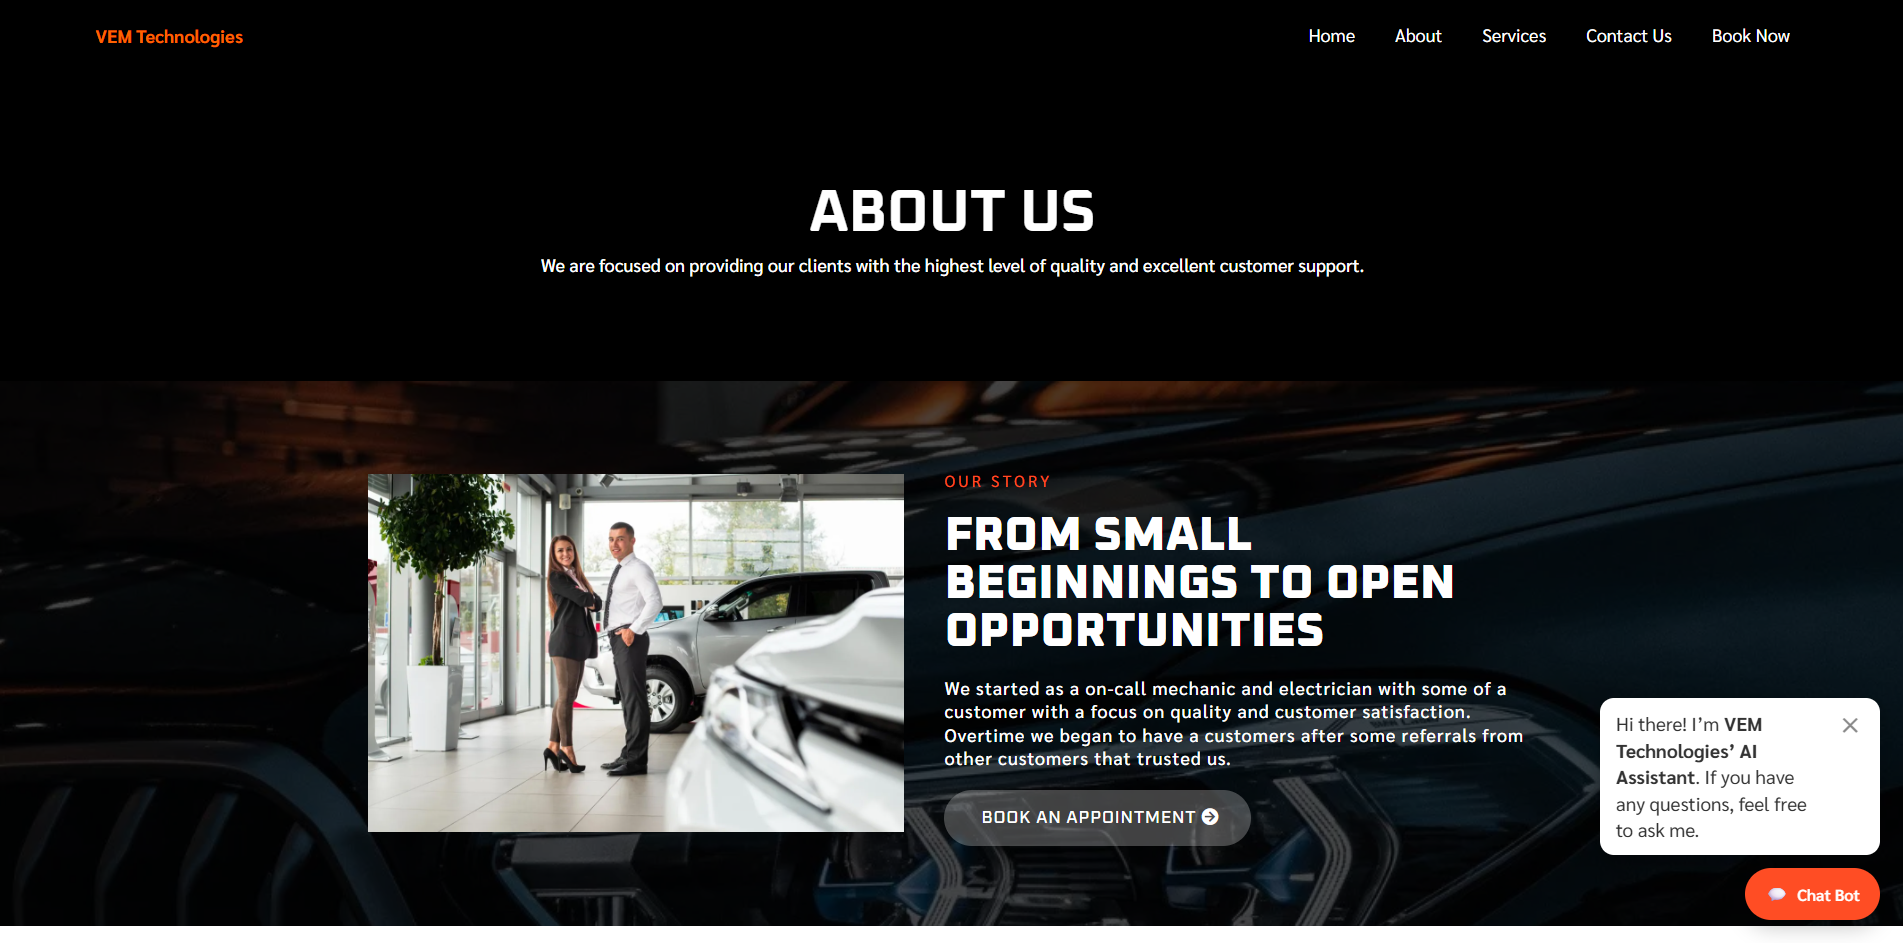 VEM Technologies
Home
About
Services
Contact Us
Book Now
ABOUT US
We are focused on providing our clients with the highest level of quality and excellent customer support.
OUR STORY
FROM SMALL
BEGINNINGS TO OPEN
OPPORTUNITIES
We started as a on-call mechanic and electrician with some of a
customer with a focus on quality and customer satisfaction.
Overtime we began to have a customers after some referrals from
other customers that trusted us.
BOOK AN APPOINTMENT
Hi there! I’m VEM
Technologies’ AI
Assistant. If you have
any questions, feel free
to ask me.
Chat Bot